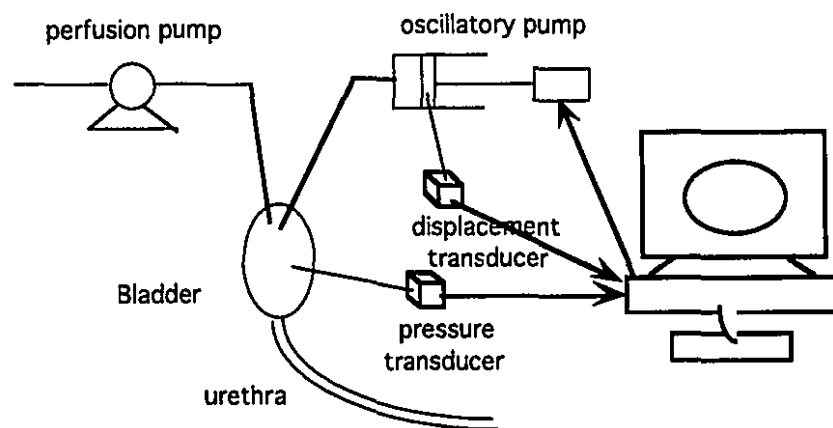 perfusion pump
oscillatory pump
displacement
transducer
Bladder
pressure
transducer
urethra